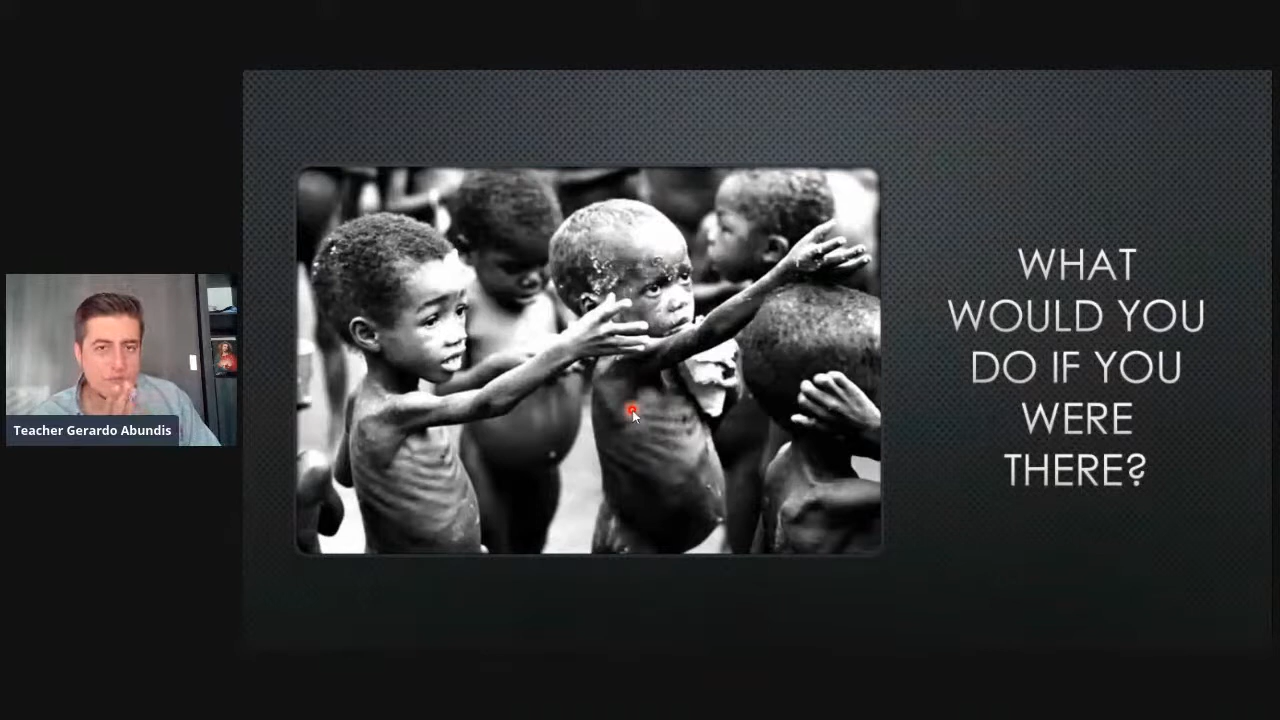 Teacher Gerardo Abundis
WHAT
WOULD YOU
DO IF YOU
WERE
THERE?